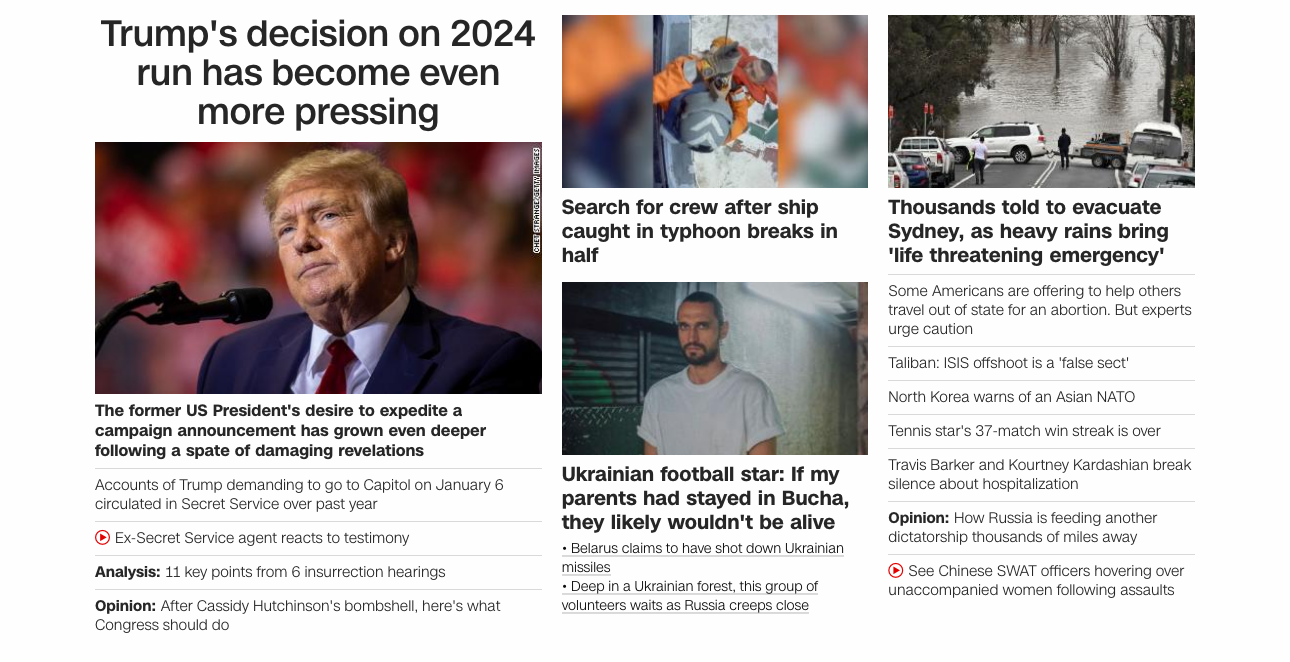 Trump's decision on 2024
run has become even
more pressing
CHET STRANGE/GETTY IMAGES
The former US President's desire to expedite a
campaign announcement has grown even deeper
following a spate of damaging revelations
Accounts of Trump demanding to go to Capitol on January 6
circulated in Secret Service over past year
Ex-Secret Service agent reacts to testimony
Analysis: 11 key points from 6 insurrection hearings
Opinion: After Cassidy Hutchinson's bombshell, here's what
Congress should do
Search for crew after ship
caught in typhoon breaks in
half
Ukrainian football star: If my
parents had stayed in Bucha,
they likely wouldn't be alive
• Belarus claims to have shot down Ukrainian
missiles
• Deep in a Ukrainian forest, this group of
volunteers waits as Russia creeps close
Thousands told to evacuate
Sydney, as heavy rains bring
'life threatening emergency'
Some Americans are offering to help others
travel out of state for an abortion. But experts
urge caution
Taliban: ISIS offshoot is a 'false sect'
North Korea warns of an Asian NATO
Tennis star's 37-match win streak is over
Travis Barker and Kourtney Kardashian break
silence about hospitalization
Opinion: How Russia is feeding another
dictatorship thousands of miles away
See Chinese SWAT officers hovering over
unaccompanied women following assaults